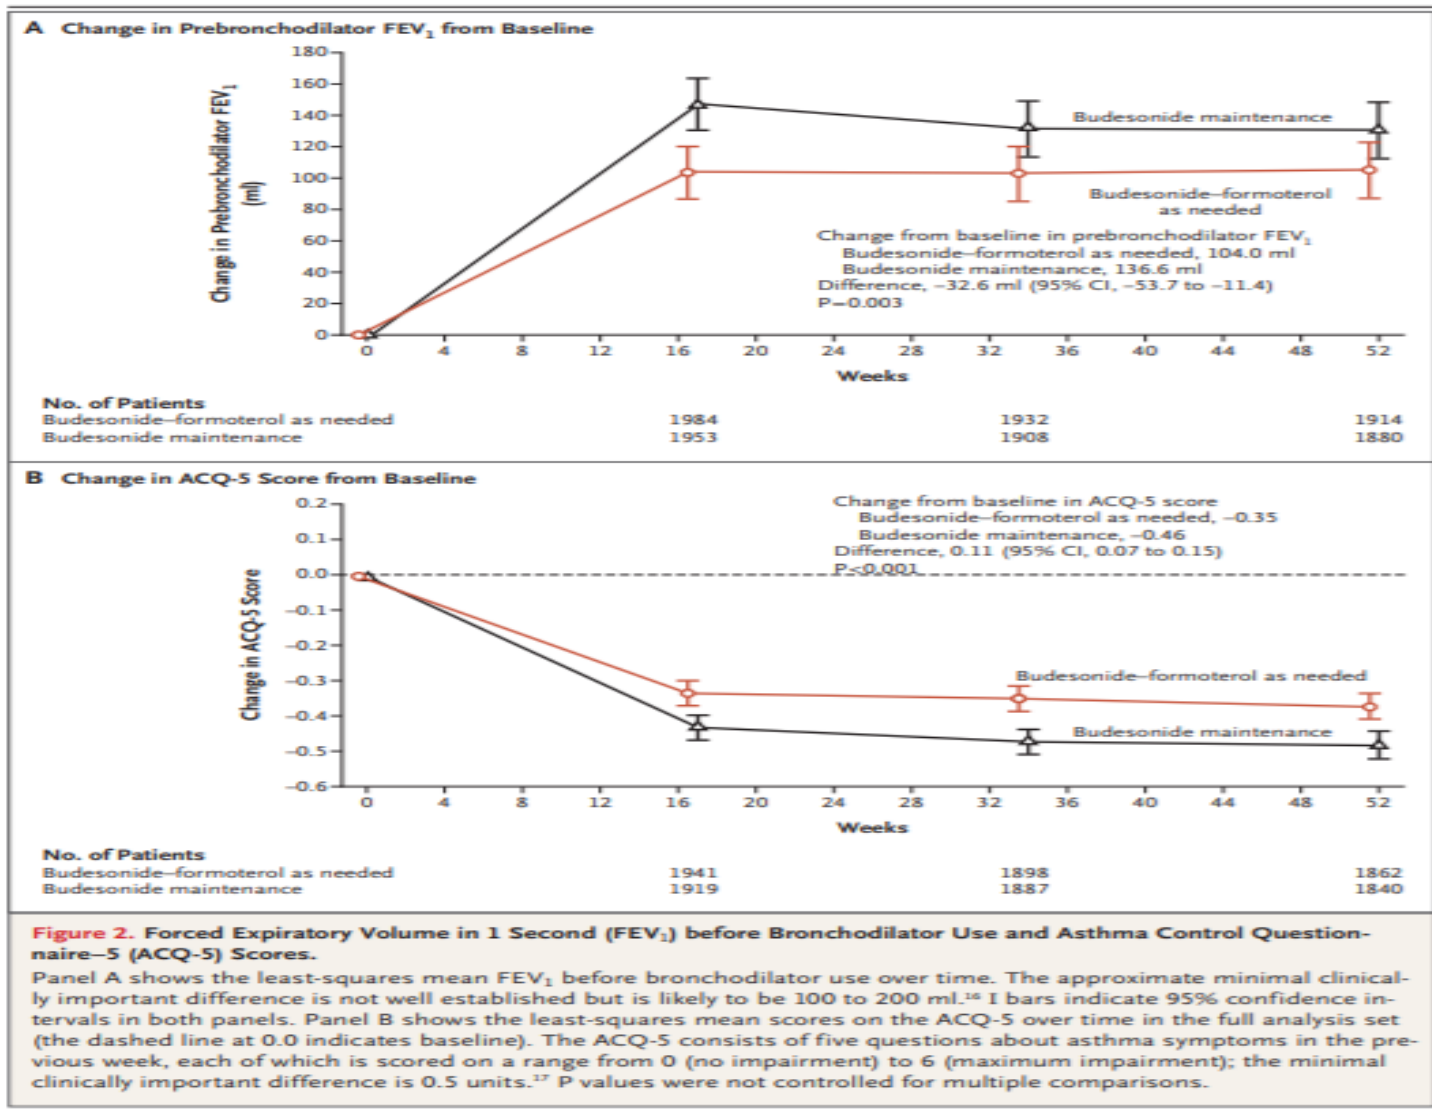 A Change in Prebronchodilator FEV₁ from Baseline
Change in Prebronchodilator FEV₁
(ml)
180
160
140
120
100
80
60
40
20
0
Budesonide maintenance
Budesonide–formoterol
as needed
Change from baseline in prebronchodilator FEV₁
Budesonide–formoterol as needed, 104.0 ml
Budesonide maintenance, 136.6 ml
Difference, −32.6 ml (95% CI, −53.7 to −11.4)
P=0.003
0 4 8 12 16 20 24 28 32 36 40 44 48 52
Weeks
No. of Patients
Budesonide–formoterol as needed 1984 1932 1914
Budesonide maintenance 1953 1908 1880
B Change in ACQ-5 Score from Baseline
Change in ACQ-5 Score
0.2
0.1
0.0
−0.1
−0.2
−0.3
−0.4
−0.5
−0.6
Change from baseline in ACQ-5 score
Budesonide–formoterol as needed, −0.35
Budesonide maintenance, −0.46
Difference, 0.11 (95% CI, 0.07 to 0.15)
P<0.001
Budesonide–formoterol as needed
Budesonide maintenance
0 4 8 12 16 20 24 28 32 36 40 44 48 52
Weeks
No. of Patients
Budesonide–formoterol as needed 1941 1898 1862
Budesonide maintenance 1919 1887 1840
Figure 2. Forced Expiratory Volume in 1 Second (FEV₁) before Bronchodilator Use and Asthma Control Question-
naire–5 (ACQ-5) Scores.
Panel A shows the least-squares mean FEV₁ before bronchodilator use over time. The approximate minimal clinical-
ly important difference is not well established but is likely to be 100 to 200 ml.¹⁶ I bars indicate 95% confidence in-
tervals in both panels. Panel B shows the least-squares mean scores on the ACQ-5 over time in the full analysis set
(the dashed line at 0.0 indicates baseline). The ACQ-5 consists of five questions about asthma symptoms in the pre-
vious week, each of which is scored on a range from 0 (no impairment) to 6 (maximum impairment); the minimal
clinically important difference is 0.5 units.¹⁷ P values were not controlled for multiple comparisons.